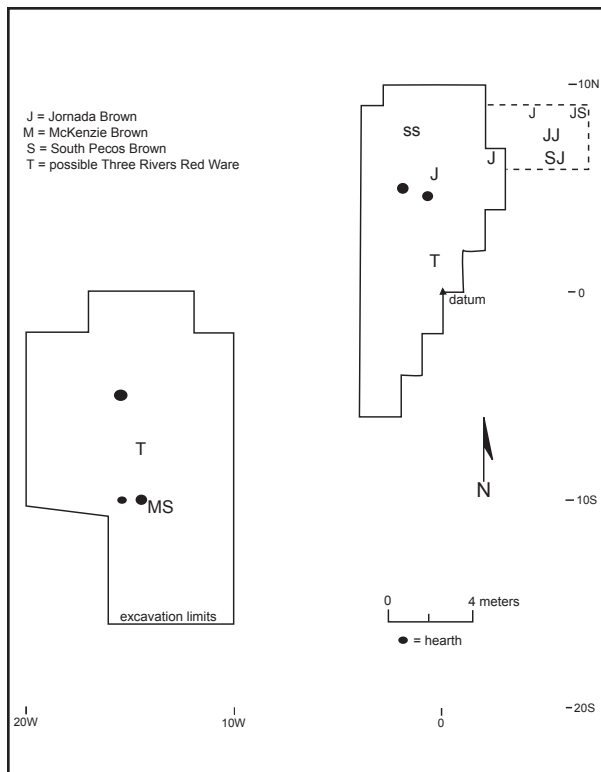 J = Jornada Brown
M = McKenzie Brown
S = South Pecos Brown
T = possible Three Rivers Red Ware
10N
J
JS
ss
JJ
J
SJ
J
T
0
datum
T
MS
N
10S
0
4 meters
excavation limits
= hearth
20S
20W
10W
0